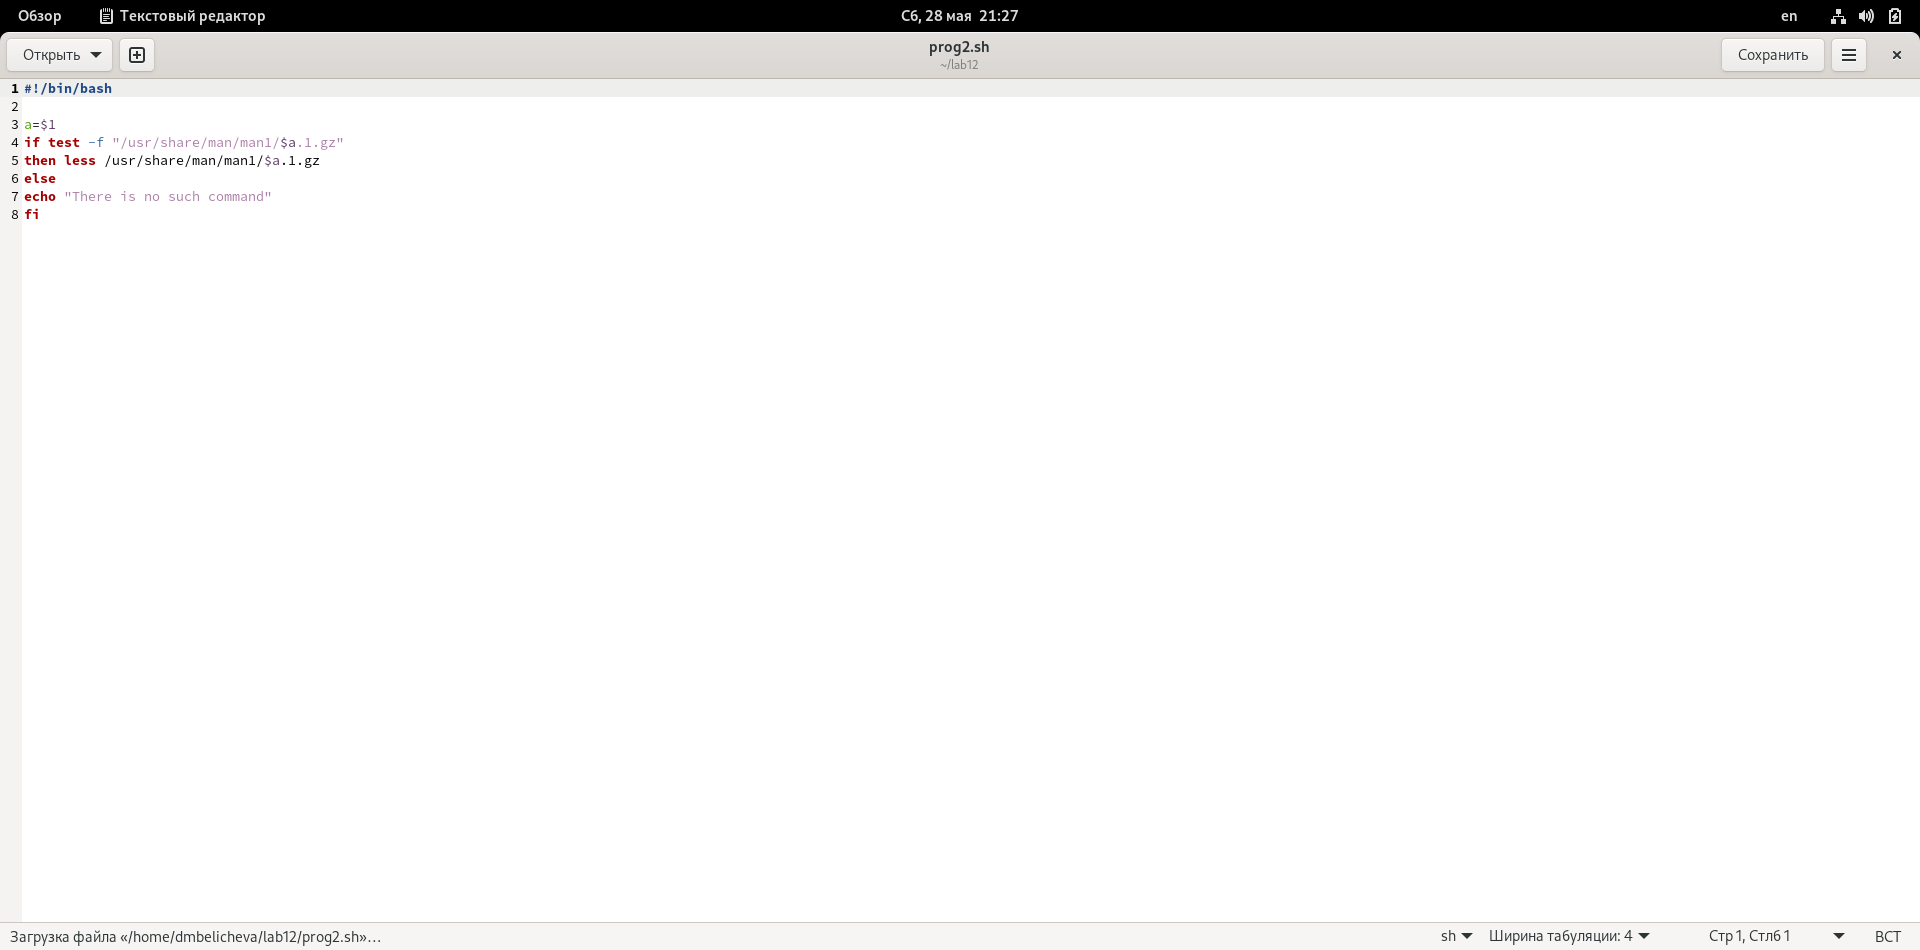 Обзор Текстовый редактор Сб, 28 мая 21:27 en
Открыть prog2.sh Сохранить
~/lab12
1 #!/bin/bash
2
3 a=$1
4 if test -f "/usr/share/man/man1/$a.1.gz"
5 then less /usr/share/man/man1/$a.1.gz
6 else
7 echo "There is no such command"
8 fi
Загрузка файла «/home/dmbelicheva/lab12/prog2.sh»… sh Ширина табуляции: 4 Стр 1, Стлб 1 ВСТ